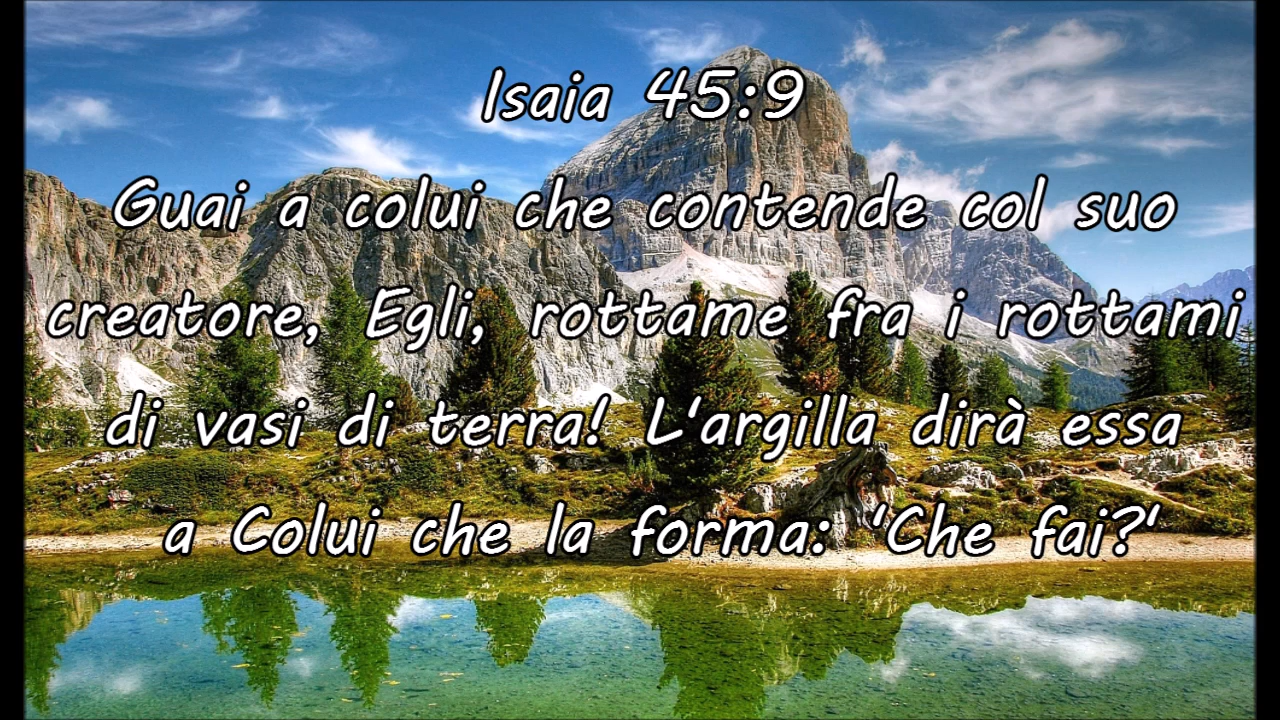 Isaia 45:9
Guai a colui che contende col suo
creatore, Egli, rottame fra i rottami
di vasi di terra! L'argilla dirà essa
a Colui che la forma: 'Che fai?'